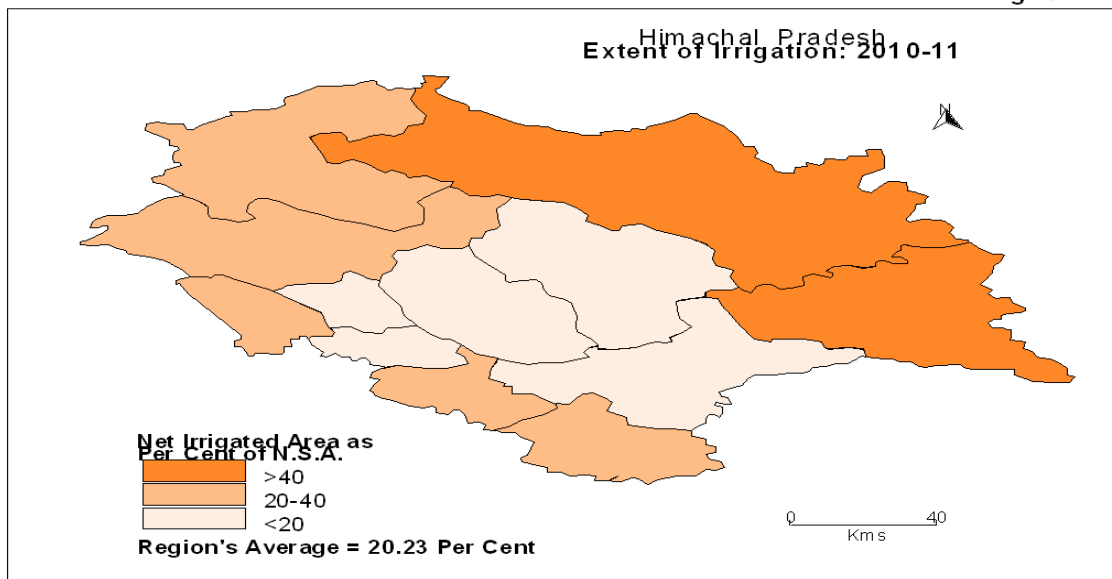 Himachal Pradesh
Extent of Irrigation: 2010-11
N
Net Irrigated Area as
Per Cent of N.S.A.
>40
20-40
<20
Region's Average = 20.23 Per Cent
0 40
Kms